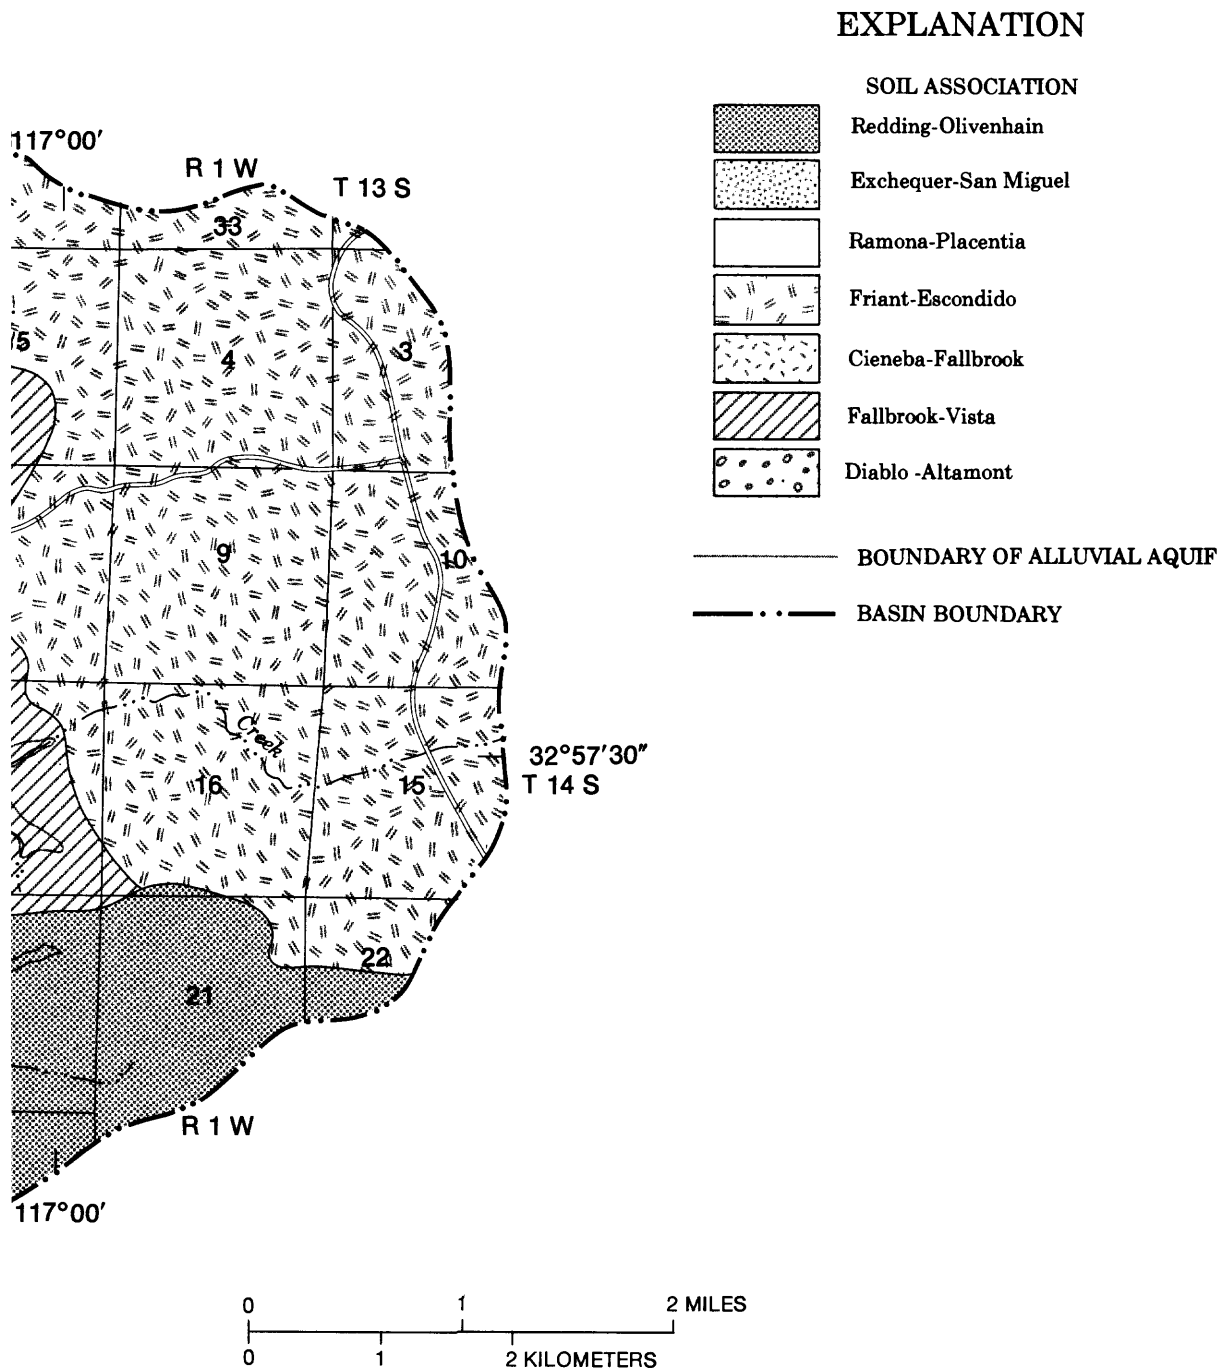 EXPLANATION
SOIL ASSOCIATION
Redding-Olivenhain
Exchequer-San Miguel
Ramona-Placentia
Friant-Escondido
Cieneba-Fallbrook
Fallbrook-Vista
Diablo -Altamont
BOUNDARY OF ALLUVIAL AQUIF
BASIN BOUNDARY
117°00′
R 1 W
T 13 S
33
5
4
3
9
10
Creek
32°57′30″
16
15
T 14 S
22
21
R 1 W
117°00′
0 1 2 MILES
0 1 2 KILOMETERS